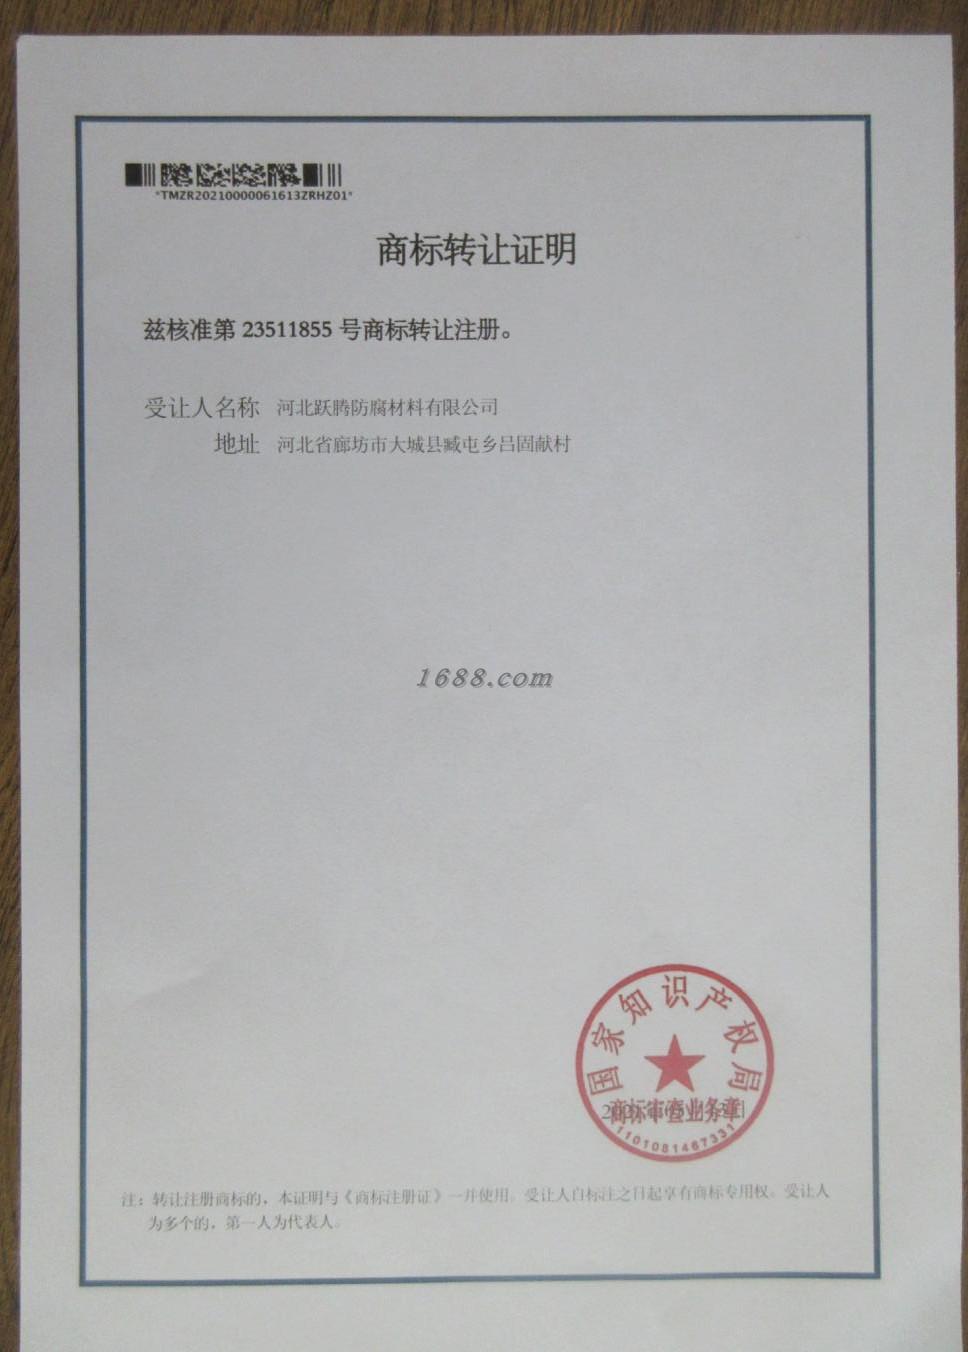 *TMZR20210000061613ZRHZ01*
商标转让证明
兹核准第 23511855 号商标转让注册。
受让人名称 河北跃腾防腐材料有限公司
地址 河北省廊坊市大城县臧屯乡吕固献村
1688.com
国家知识产权局
商标审查业务章
1101081467331
注：转让注册商标的，本证明与《商标注册证》一并使用。受让人自标注之日起享有商标专用权。受让人
为多个的，第一人为代表人。